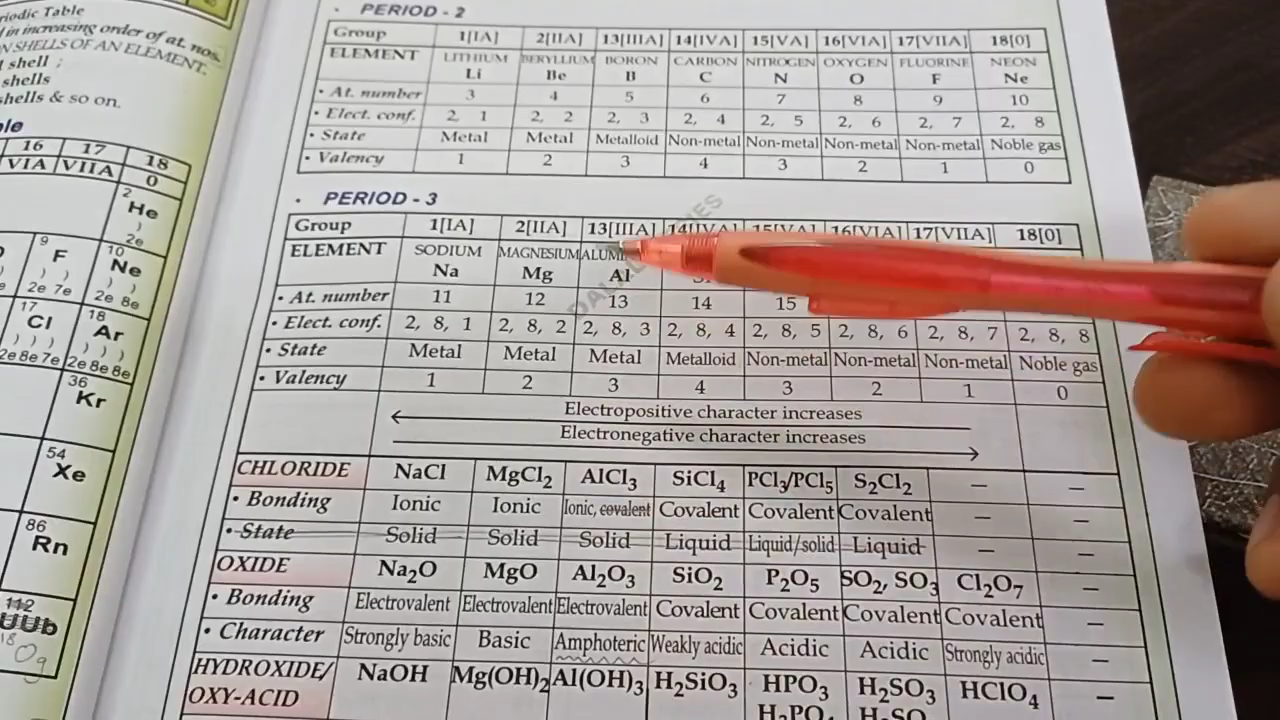 riodic Table
in increasing order of at. nos.
N SHELLS OF AN ELEMENT.
shell ;
shells
shells & so on.
ble
16 17 18
VIA VIIA 0
2
He
)
2e
9 10
F Ne
) ) ) )
2e 7e 2e 8e
17 18
Cl Ar
) ) ) ) ) )
2e 8e 7e 2e 8e 8e
36
Kr
54
Xe
86
Rn
112
UUb
Og
PERIOD - 2
Group 1[IA] 2[IIA] 13[IIIA] 14[IVA] 15[VA] 16[VIA] 17[VIIA] 18[0]
ELEMENT LITHIUM BERYLLIUM BORON CARBON NITROGEN OXYGEN FLUORINE NEON
Li Be B C N O F Ne
• At. number 3 4 5 6 7 8 9 10
• Elect. conf. 2, 1 2, 2 2, 3 2, 4 2, 5 2, 6 2, 7 2, 8
• State Metal Metal Metalloid Non-metal Non-metal Non-metal Non-metal Noble gas
• Valency 1 2 3 4 3 2 1 0
PERIOD - 3
Group 1[IA] 2[IIA] 13[IIIA] 14[IVA] 15[VA] 16[VIA] 17[VIIA] 18[0]
ELEMENT SODIUM MAGNESIUM ALUMI
Na Mg Al
• At. number 11 12 13 14 15
• Elect. conf. 2, 8, 1 2, 8, 2 2, 8, 3 2, 8, 4 2, 8, 5 2, 8, 6 2, 8, 7 2, 8, 8
• State Metal Metal Metal Metalloid Non-metal Non-metal Non-metal Noble gas
• Valency 1 2 3 4 3 2 1 0
Electropositive character increases
Electronegative character increases
CHLORIDE NaCl MgCl2 AlCl3 SiCl4 PCl3/PCl5 S2Cl2 – –
• Bonding Ionic Ionic Ionic, covalent Covalent Covalent Covalent – –
• State Solid Solid Solid Liquid Liquid/solid Liquid – –
OXIDE Na2O MgO Al2O3 SiO2 P2O5 SO2, SO3 Cl2O7 –
• Bonding Electrovalent Electrovalent Electrovalent Covalent Covalent Covalent Covalent
• Character Strongly basic Basic Amphoteric Weakly acidic Acidic Acidic Strongly acidic –
HYDROXIDE/ NaOH Mg(OH)2 Al(OH)3 H2SiO3 HPO3 H2SO3 HClO4 –
OXY-ACID